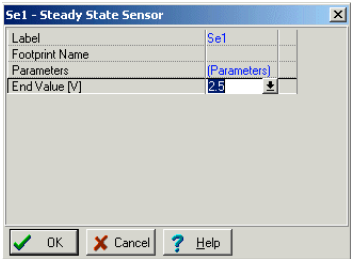 Se1 - Steady State Sensor
Label Se1
Footprint Name
Parameters (Parameters)
End Value [V] 2.5
OK Cancel ? Help